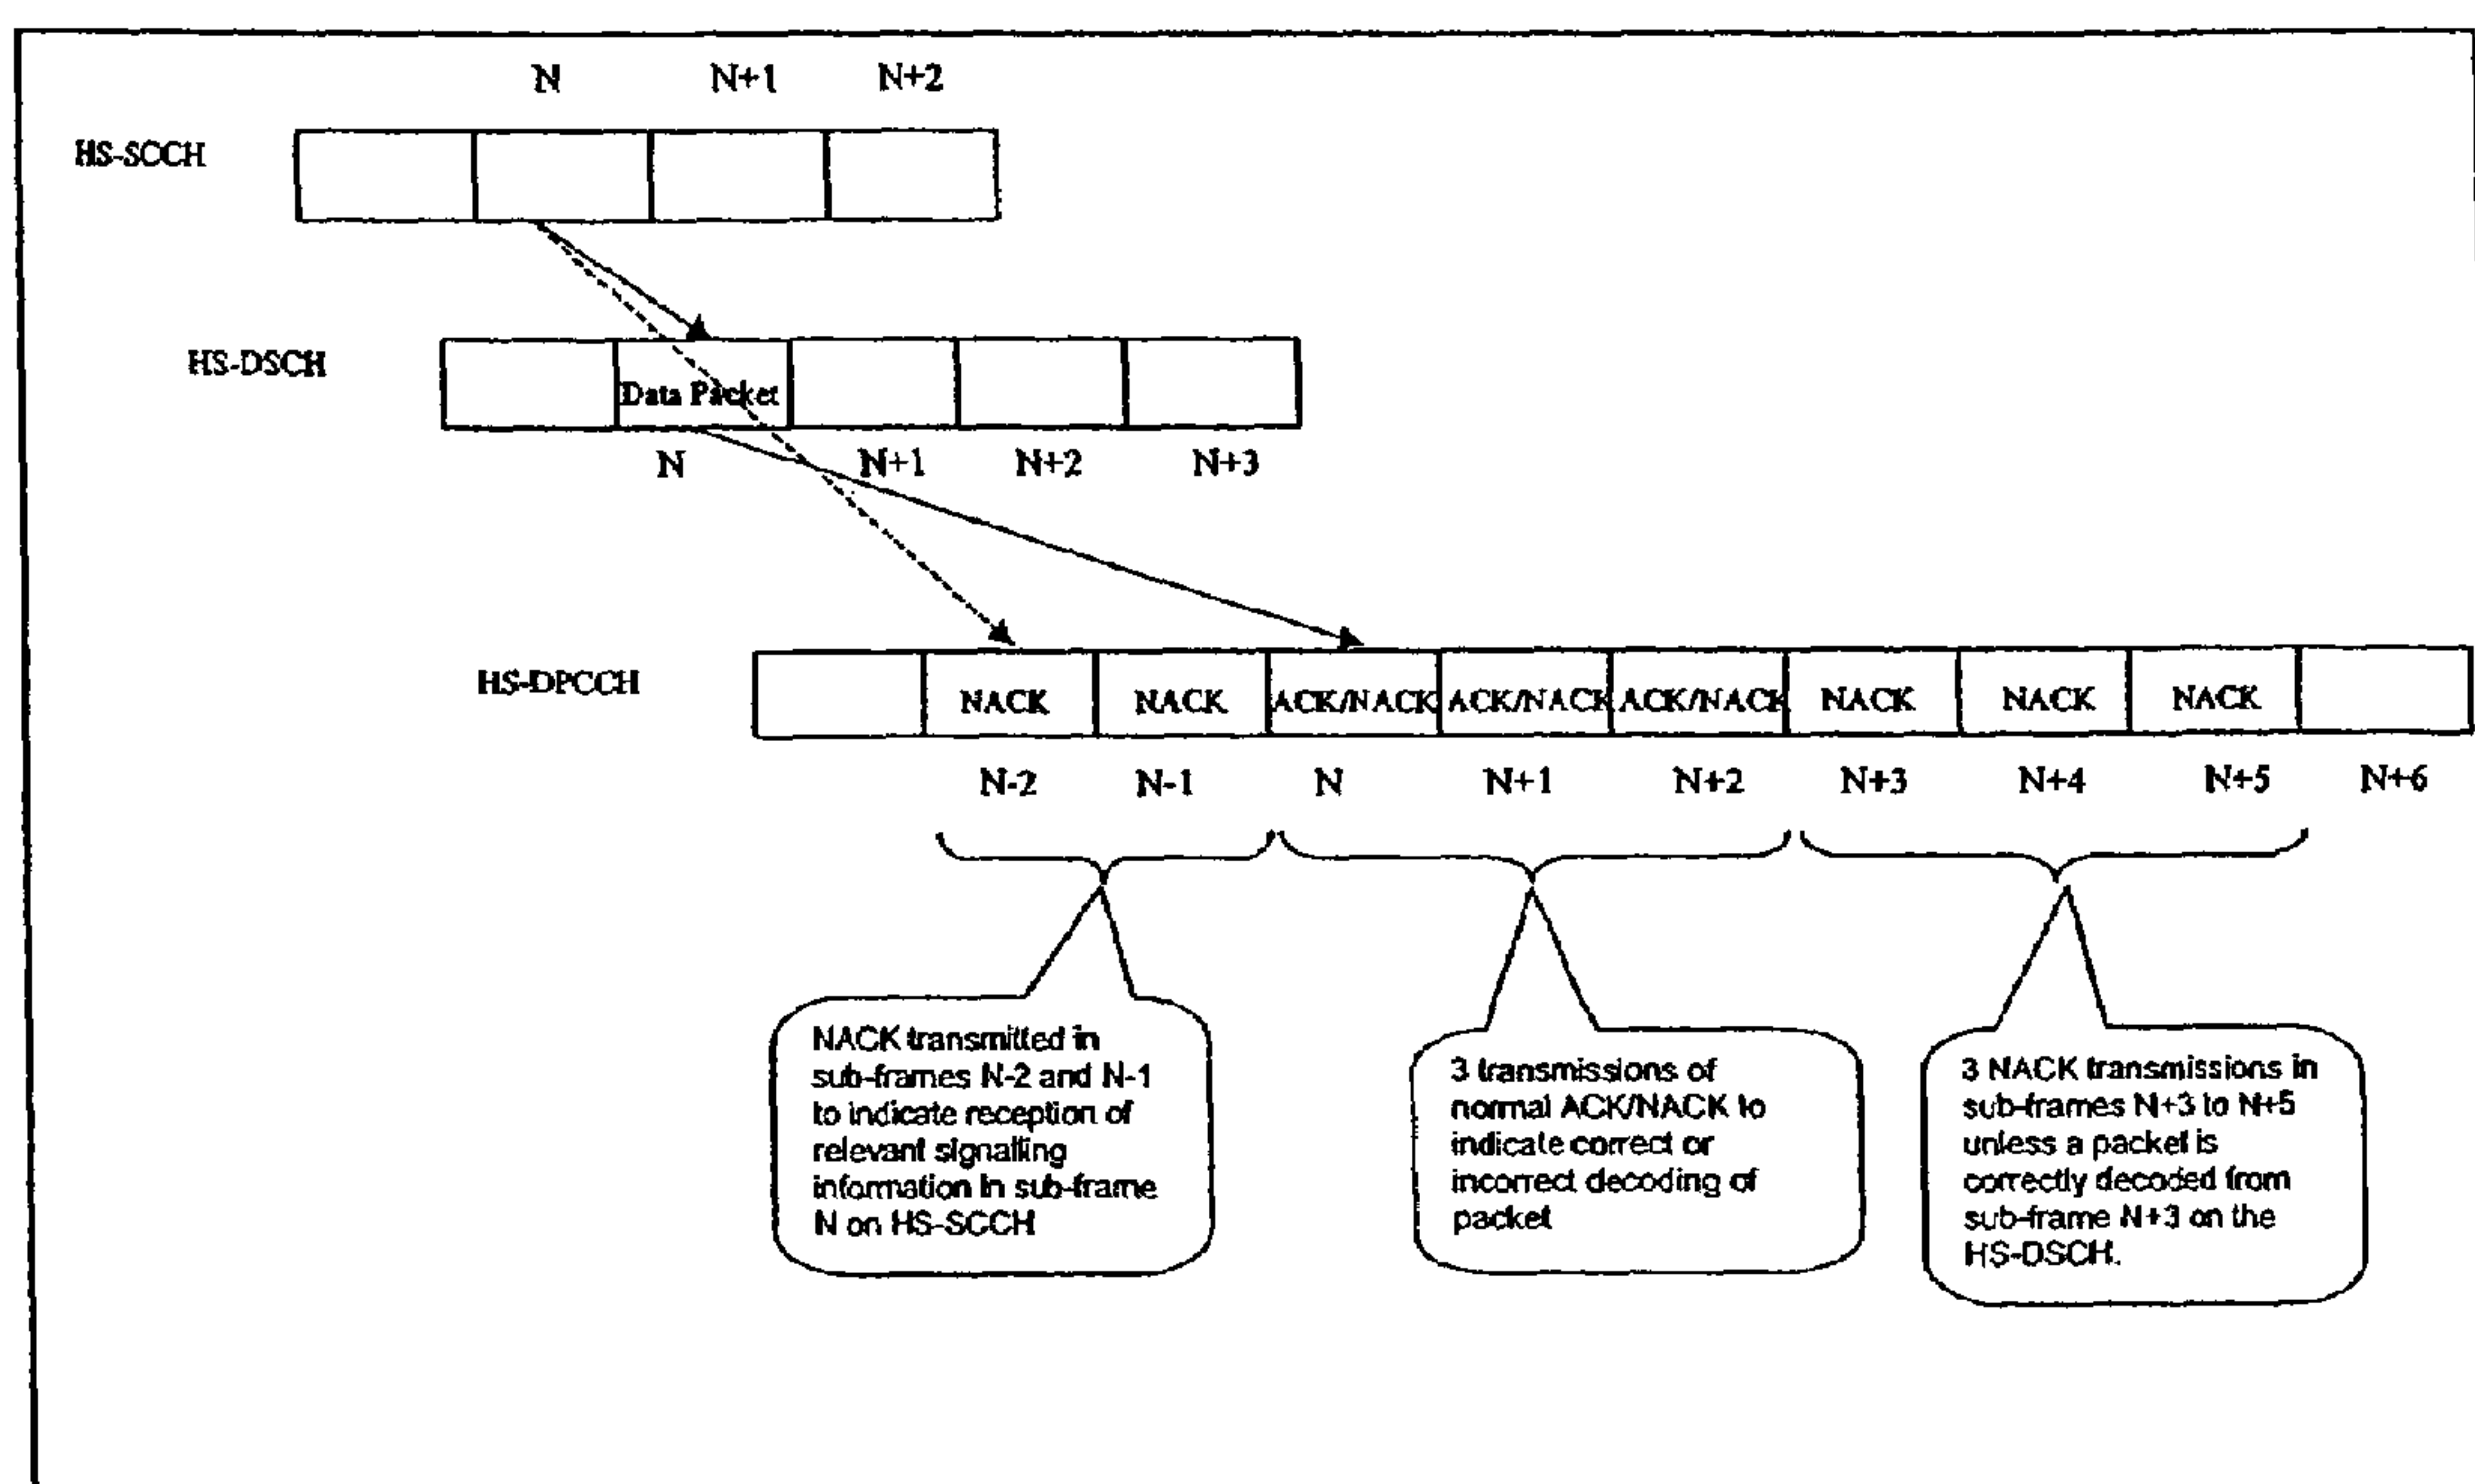 N N+1 N+2
HS-SCCH
HS-DSCH
Data Packet
N N+1 N+2 N+3
HS-DPCCH
NACK NACK ACK/NACK ACK/NACK ACK/NACK NACK NACK NACK
N-2 N-1 N N+1 N+2 N+3 N+4 N+5 N+6
NACK transmitted in
sub-frames N-2 and N-1
to indicate reception of
relevant signalling
information in sub-frame
N on HS-SCCH
3 transmissions of
normal ACK/NACK to
indicate correct or
incorrect decoding of
packet
3 NACK transmissions in
sub-frames N+3 to N+5
unless a packet is
correctly decoded from
sub-frame N+3 on the
HS-DSCH.